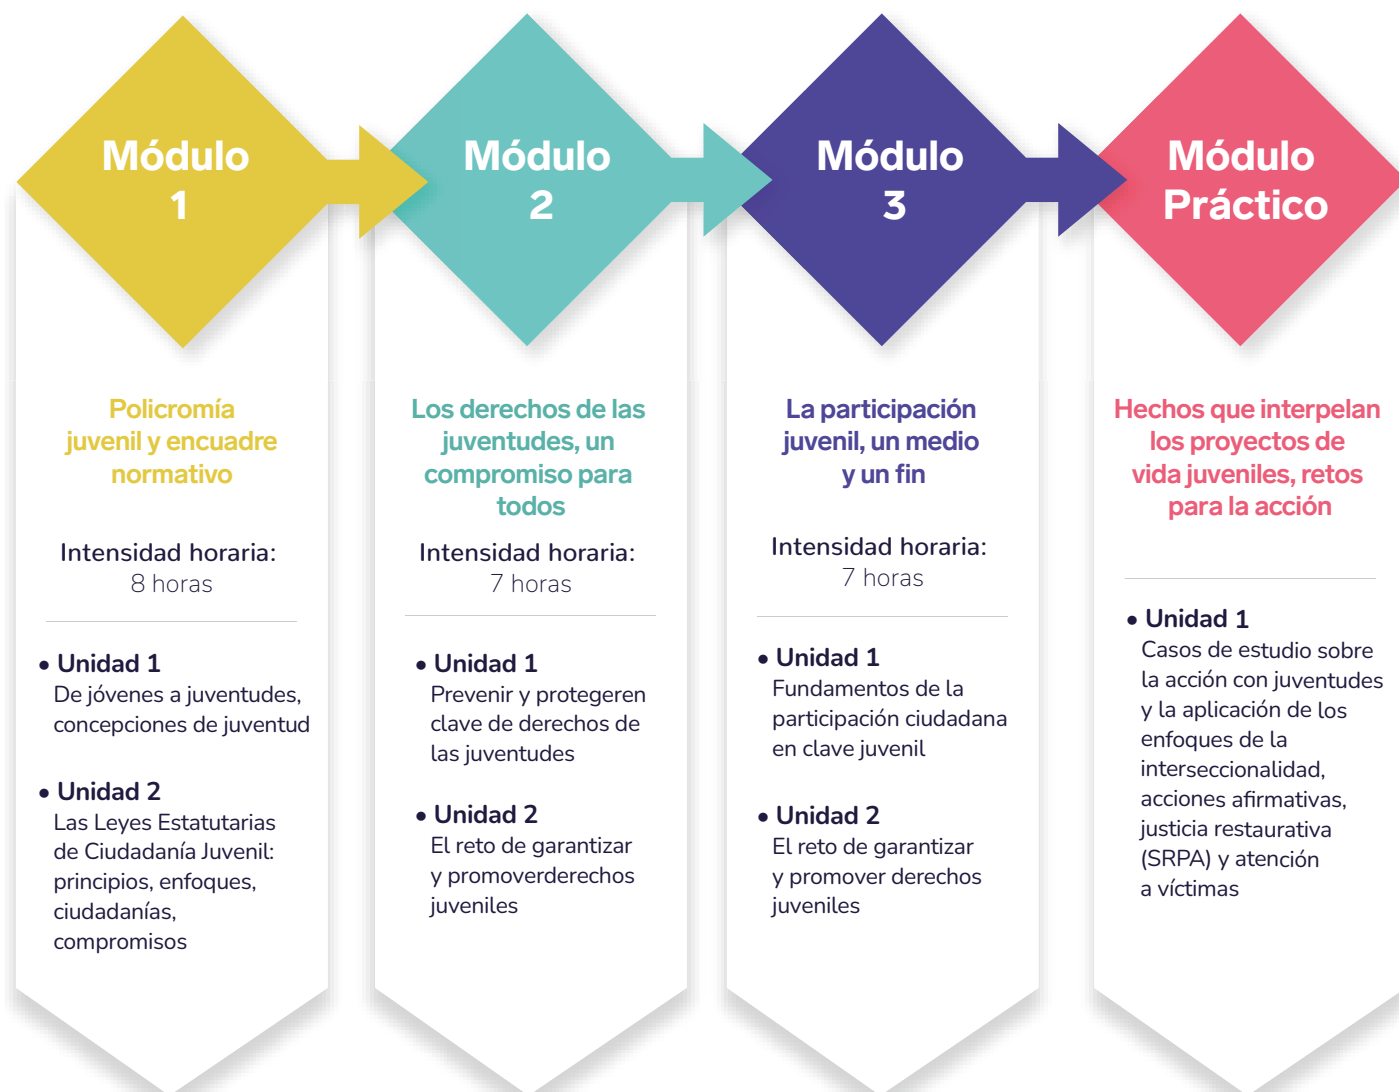 Módulo
1
Policromía
juvenil y encuadre
normativo
Intensidad horaria:
8 horas
• Unidad 1
De jóvenes a juventudes,
concepciones de juventud
• Unidad 2
Las Leyes Estatutarias
de Ciudadanía Juvenil:
principios, enfoques,
ciudadanías,
compromisos
Módulo
2
Los derechos de las
juventudes, un
compromiso para
todos
Intensidad horaria:
7 horas
• Unidad 1
Prevenir y protegeren
clave de derechos de
las juventudes
• Unidad 2
El reto de garantizar
y promoverderechos
juveniles
Módulo
3
La participación
juvenil, un medio
y un fin
Intensidad horaria:
7 horas
• Unidad 1
Fundamentos de la
participación ciudadana
en clave juvenil
• Unidad 2
El reto de garantizar
y promover derechos
juveniles
Módulo
Práctico
Hechos que interpelan
los proyectos de
vida juveniles, retos
para la acción
• Unidad 1
Casos de estudio sobre
la acción con juventudes
y la aplicación de los
enfoques de la
interseccionalidad,
acciones afirmativas,
justicia restaurativa
(SRPA) y atención
a víctimas